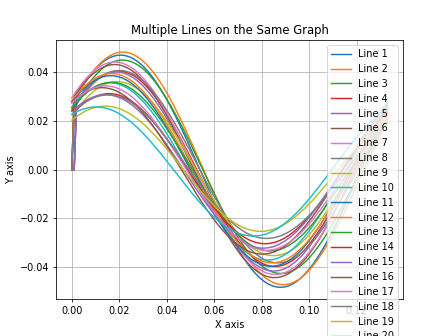 Multiple Lines on the Same Graph
0.04
0.02
0.00
−0.02
−0.04
Y axis
0.00
0.02
0.04
0.06
0.08
0.10
X axis
Line 1
Line 2
Line 3
Line 4
Line 5
Line 6
Line 7
Line 8
Line 9
Line 10
Line 11
Line 12
Line 13
Line 14
Line 15
Line 16
Line 17
Line 18
Line 19
Line 20